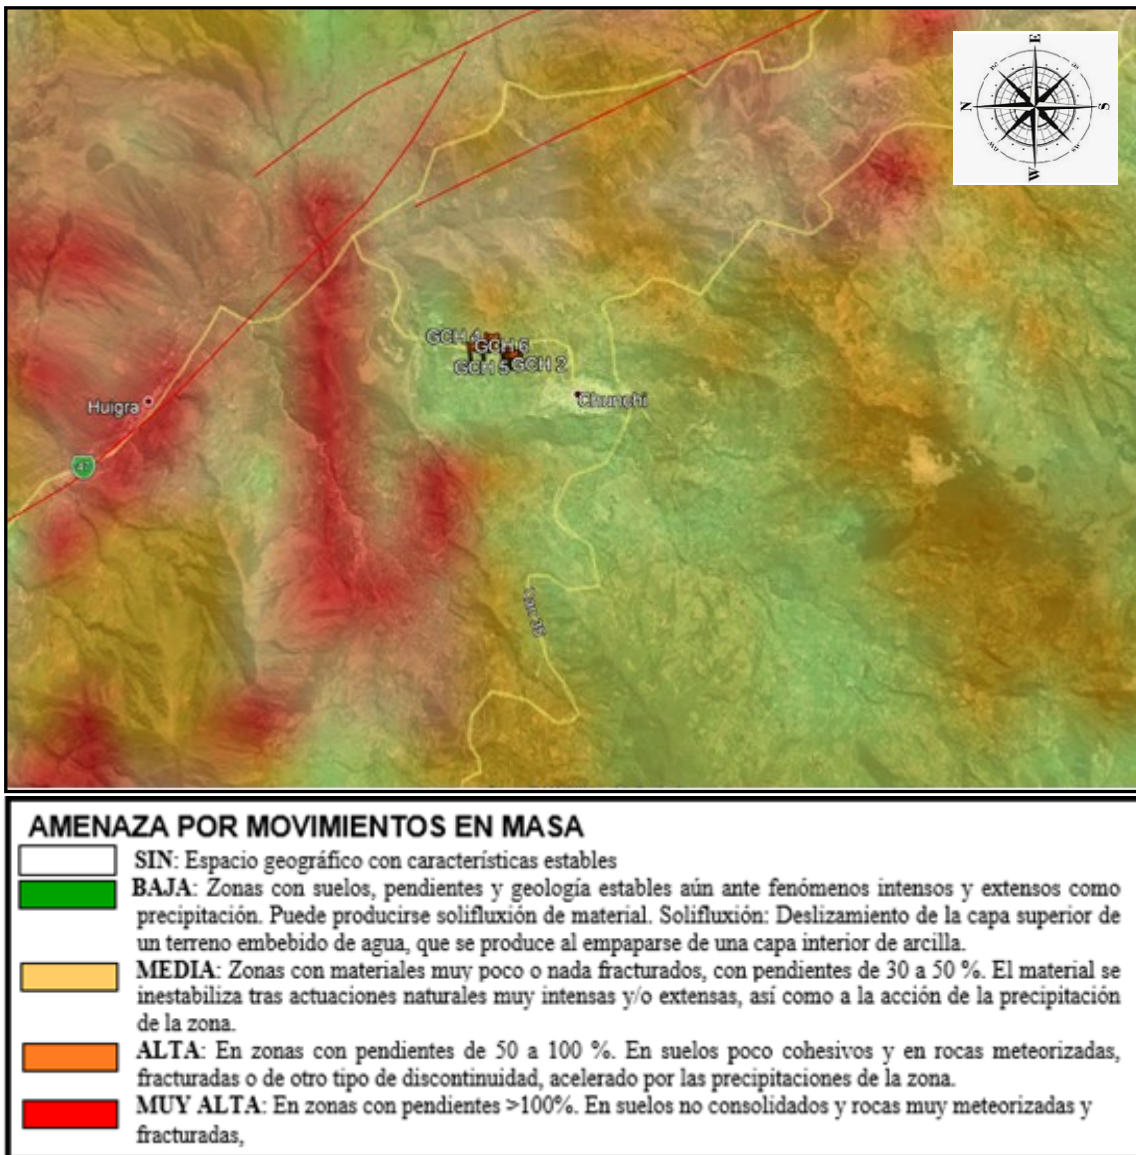 E
N
S
W
GCH 4
GCH 6
GCH 5
GCH 2
Chunchi
Huigra
47
AMENAZA POR MOVIMIENTOS EN MASA
SIN: Espacio geográfico con características estables
BAJA: Zonas con suelos, pendientes y geología estables aún ante fenómenos intensos y extensos como
precipitación. Puede producirse solifluxión de material. Solifluxión: Deslizamiento de la capa superior de
un terreno embebido de agua, que se produce al empaparse de una capa interior de arcilla.
MEDIA: Zonas con materiales muy poco o nada fracturados, con pendientes de 30 a 50 %. El material se
inestabiliza tras actuaciones naturales muy intensas y/o extensas, así como a la acción de la precipitación
de la zona.
ALTA: En zonas con pendientes de 50 a 100 %. En suelos poco cohesivos y en rocas meteorizadas,
fracturadas o de otro tipo de discontinuidad, acelerado por las precipitaciones de la zona.
MUY ALTA: En zonas con pendientes >100%. En suelos no consolidados y rocas muy meteorizadas y
fracturadas,